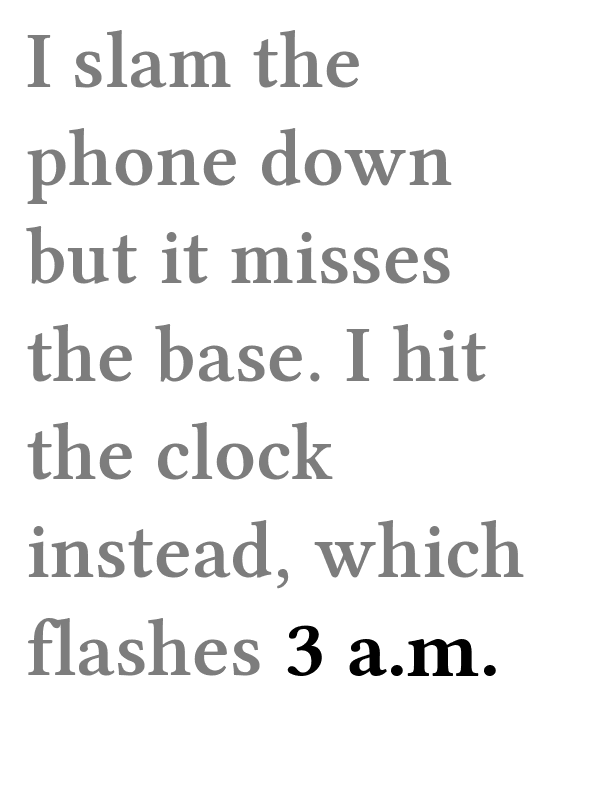 I slam the
phone down
but it misses
the base. I hit
the clock
instead, which
flashes 3 a.m.